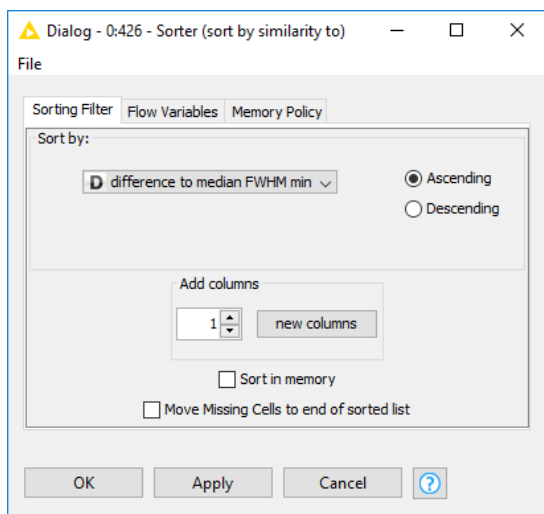 Dialog - 0:426 - Sorter (sort by similarity to)
File
Sorting Filter Flow Variables Memory Policy
Sort by:
D difference to median FWHM min
Ascending
Descending
Add columns
1 new columns
Sort in memory
Move Missing Cells to end of sorted list
OK Apply Cancel ?